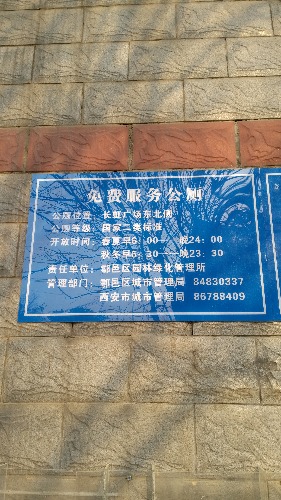 免费服务公厕
公厕位置：长型广场东北侧
公厕等级：国家二类标准
开放时间：春夏早6：00——晚24：00
秋冬早6：30——晚23：30
责任单位：鄠邑区园林绿化管理所
管理部门：鄠邑区城市管理局 84830337
西安市城市管理局 86788409